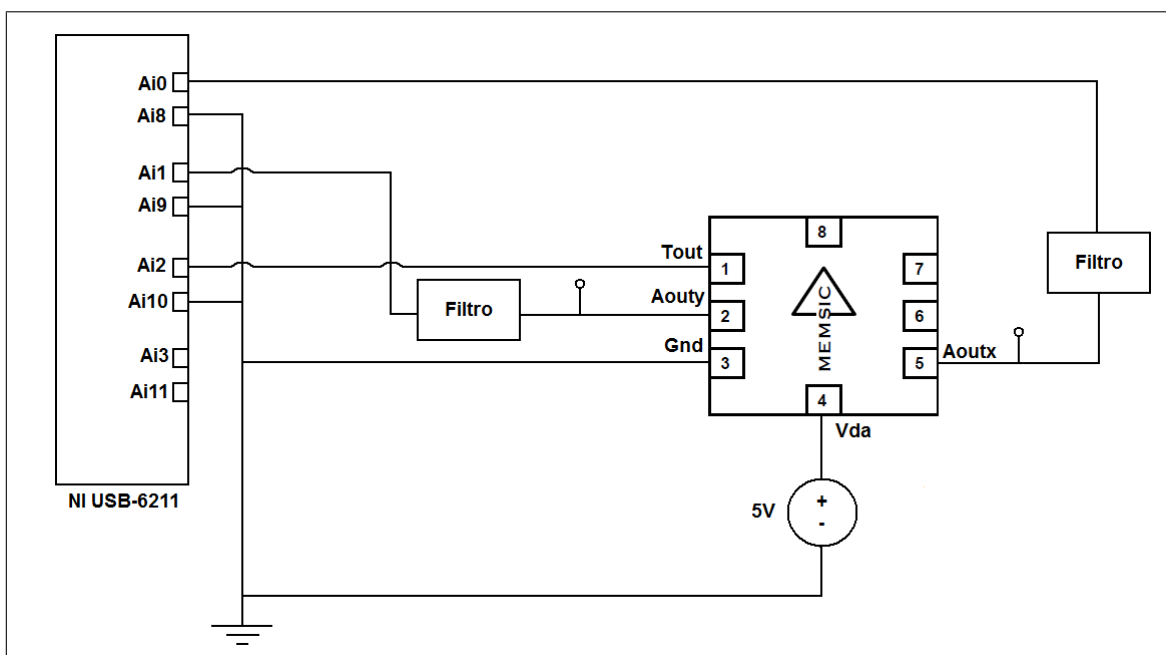 Ai0
Ai8
Ai1
Ai9
Ai2
Ai10
Ai3
Ai11
NI USB-6211
Tout
Aouty
Gnd
Filtro
1
2
3
8
7
6
5
4
MEMSIC
Aoutx
Filtro
Vda
5V
+
-